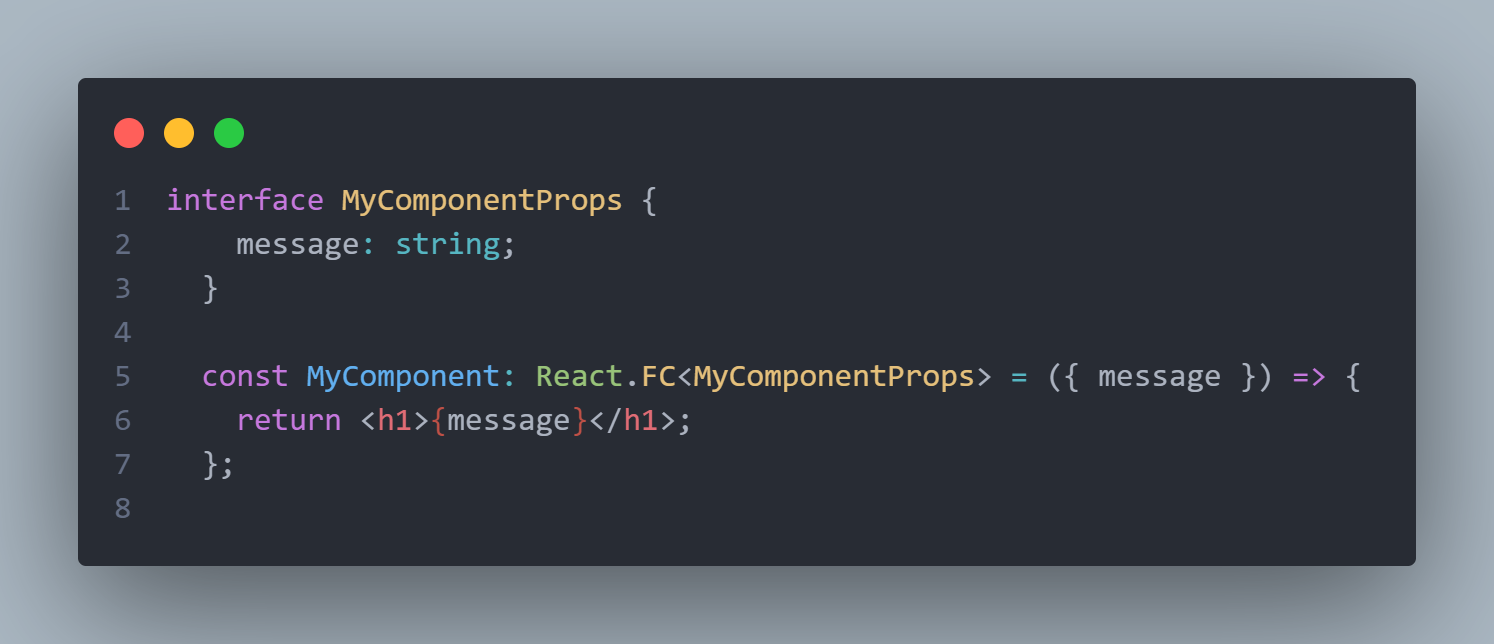 1 interface MyComponentProps {
2     message: string;
3   }
4
5   const MyComponent: React.FC<MyComponentProps> = ({ message }) => {
6     return <h1>{message}</h1>;
7   };
8